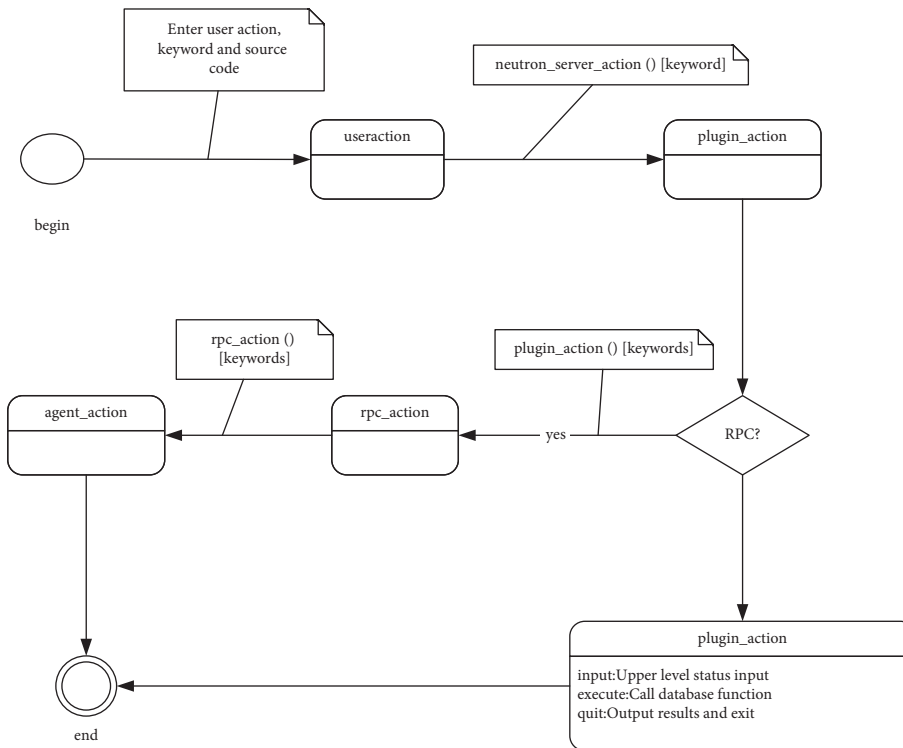 Enter user action,
keyword and source
code
neutron_server_action () [keyword]
useraction
plugin_action
begin
rpc_action ()
[keywords]
plugin_action () [keywords]
agent_action
rpc_action
yes
RPC?
plugin_action
input:Upper level status input
execute:Call database function
quit:Output results and exit
end